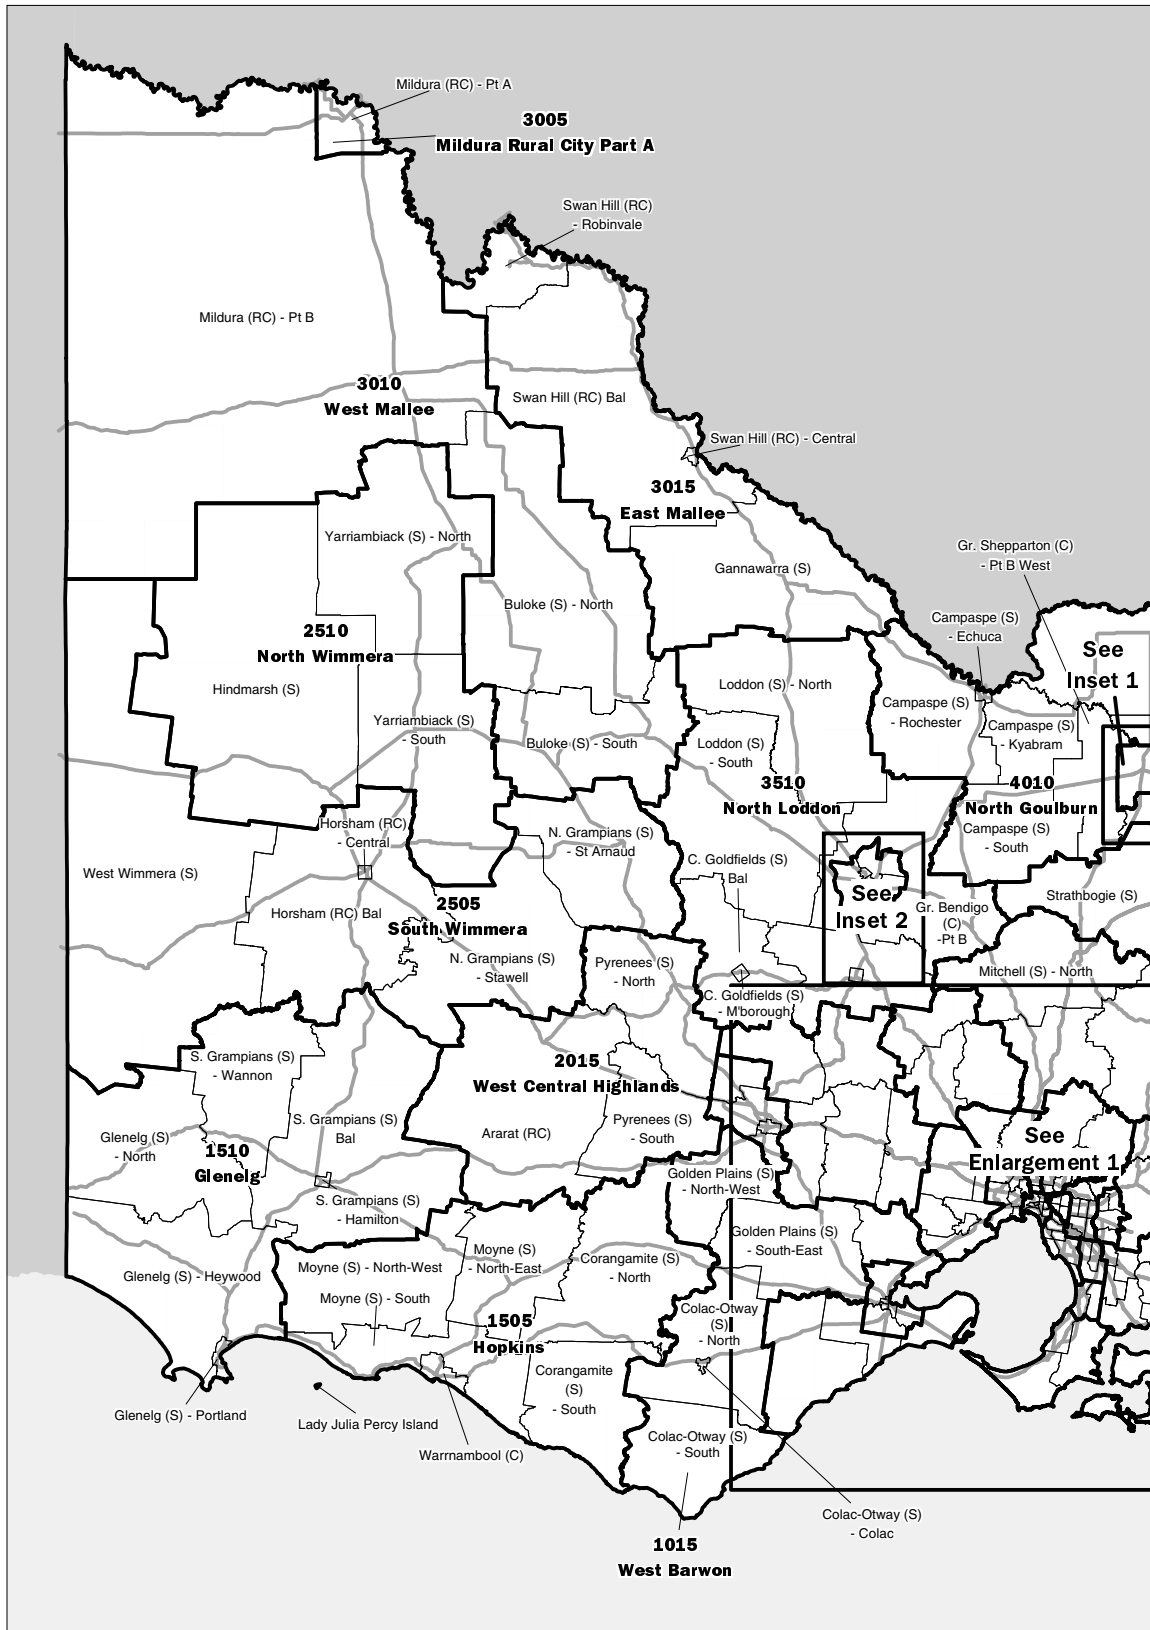 Mildura (RC) - Pt A
3005
Mildura Rural City Part A
Swan Hill (RC)
- Robinvale
Mildura (RC) - Pt B
3010
West Mallee
Swan Hill (RC) Bal
Swan Hill (RC) - Central
3015
East Mallee
Yarriambiack (S) - North
Gr. Shepparton (C)
- Pt B West
Gannawarra (S)
Buloke (S) - North
Campaspe (S)
- Echuca
2510
North Wimmera
See
Inset 1
Hindmarsh (S)
Loddon (S) - North
Campaspe (S)
- Rochester
Yarriambiack (S)
- South
Campaspe (S)
- Kyabram
Buloke (S) - South
Loddon (S)
- South
3510
North Loddon
4010
North Goulburn
Horsham (RC)
- Central
N. Grampians (S)
- St Arnaud
Campaspe (S)
- South
West Wimmera (S)
C. Goldfields (S)
Bal
See
Inset 2
Strathbogie (S)
2505
South Wimmera
Horsham (RC) Bal
Gr. Bendigo
(C)
-Pt B
N. Grampians (S)
- Stawell
Pyrenees (S)
- North
Mitchell (S) - North
C. Goldfields (S)
- M'borough
S. Grampians (S)
- Wannon
2015
West Central Highlands
S. Grampians (S)
Bal
Ararat (RC)
Pyrenees (S)
- South
Glenelg (S)
- North
1510
Glenelg
See
Enlargement 1
Golden Plains (S)
- North-West
S. Grampians (S)
- Hamilton
Golden Plains (S)
- South-East
Moyne (S)
- North-East
Corangamite (S)
- North
Glenelg (S) - Heywood
Moyne (S) - North-West
Moyne (S) - South
Colac-Otway
(S)
- North
1505
Hopkins
Corangamite
(S)
- South
Glenelg (S) - Portland
Lady Julia Percy Island
Warrnambool (C)
Colac-Otway (S)
- South
Colac-Otway (S)
- Colac
1015
West Barwon